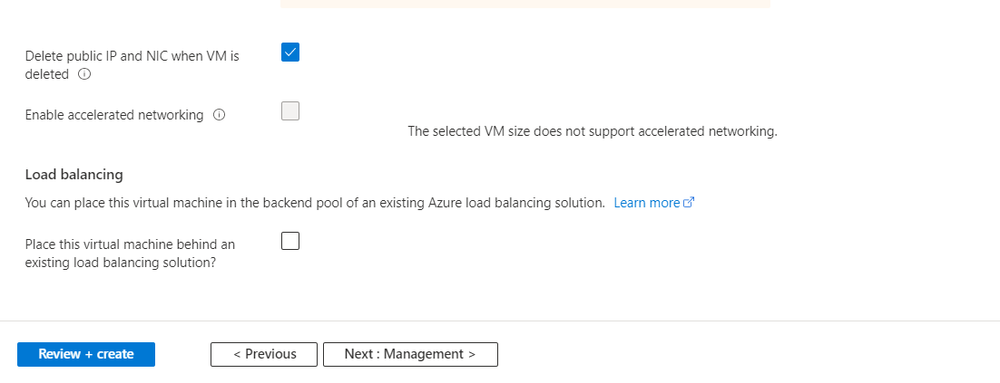 Delete public IP and NIC when VM is
deleted
Enable accelerated networking
The selected VM size does not support accelerated networking.
Load balancing
You can place this virtual machine in the backend pool of an existing Azure load balancing solution. Learn more
Place this virtual machine behind an
existing load balancing solution?
Review + create
< Previous
Next : Management >